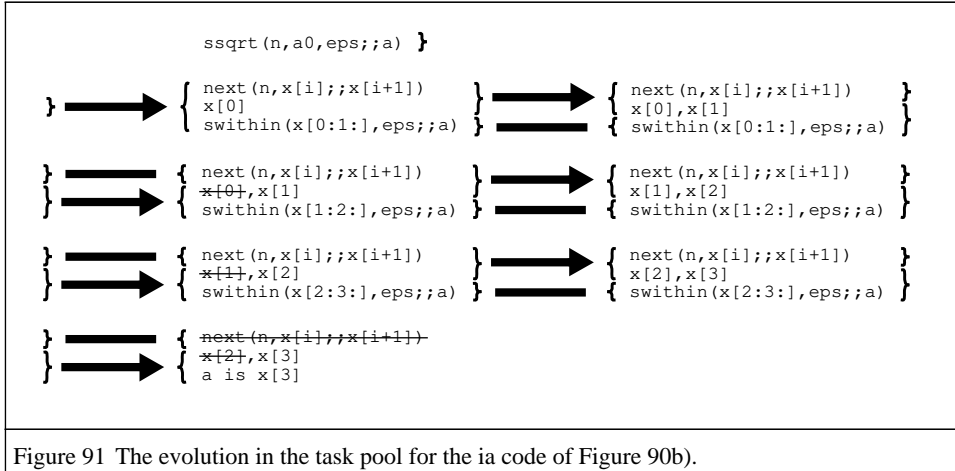 ssqrt(n,a0,eps;;a) }
} { next(n,x[i];;x[i+1]) } { next(n,x[i];;x[i+1]) }
x[0] x[0],x[1]
swithin(x[0:1:],eps;;a) } { swithin(x[0:1:],eps;;a) }
} { next(n,x[i];;x[i+1]) } { next(n,x[i];;x[i+1]) }
} { x[0],x[1] x[1],x[2]
swithin(x[1:2:],eps;;a) } { swithin(x[1:2:],eps;;a) }
} { next(n,x[i];;x[i+1]) } { next(n,x[i];;x[i+1]) }
} { x[1],x[2] x[2],x[3]
swithin(x[2:3:],eps;;a) } { swithin(x[2:3:],eps;;a) }
} { next(n,x[i];;x[i+1])
} { x[2],x[3]
a is x[3]
Figure 91 The evolution in the task pool for the ia code of Figure 90b).